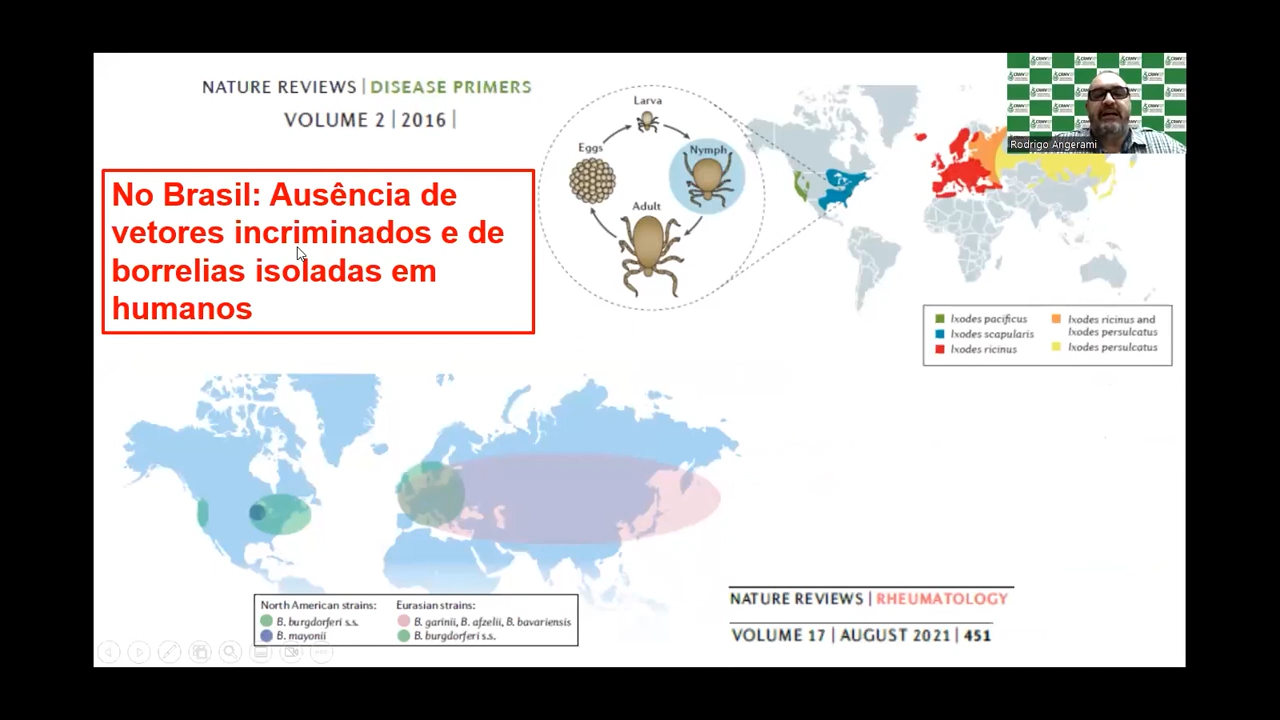 NATURE REVIEWS | DISEASE PRIMERS
VOLUME 2 | 2016 |
No Brasil: Ausência de
vetores incriminados e de
borrelias isoladas em
humanos
Larva
Eggs
Nymph
Adult
Rodrigo Angerami
Ixodes pacificus
Ixodes scapularis
Ixodes ricinus
Ixodes ricinus and
Ixodes persulcatus
Ixodes persulcatus
North American strains:
B. burgdorferi s.s.
B. mayonii
Eurasian strains:
B. garinii, B. afzelii, B. bavariensis
B. burgdorferi s.s.
NATURE REVIEWS | RHEUMATOLOGY
VOLUME 17 | AUGUST 2021 | 451